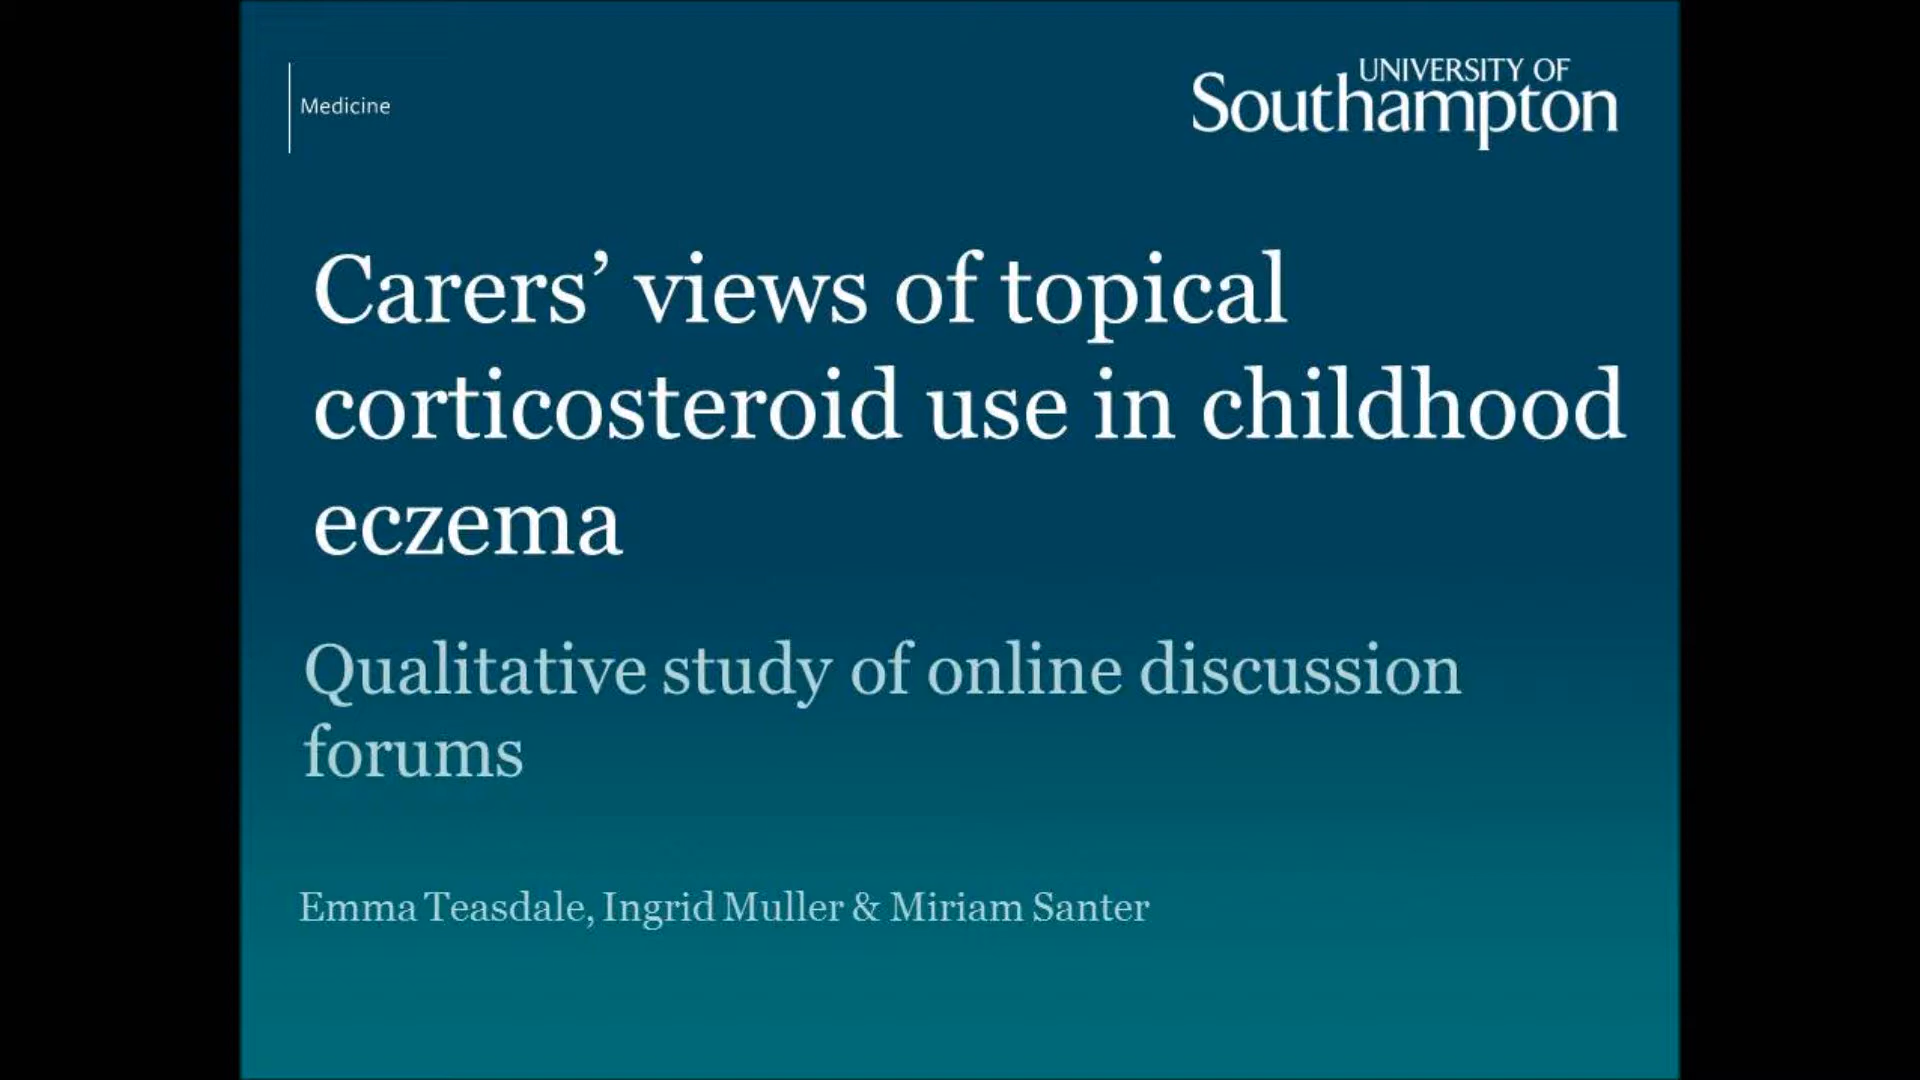 Medicine
UNIVERSITY OF
Southampton
Carers’ views of topical
corticosteroid use in childhood
eczema
Qualitative study of online discussion
forums
Emma Teasdale, Ingrid Muller & Miriam Santer